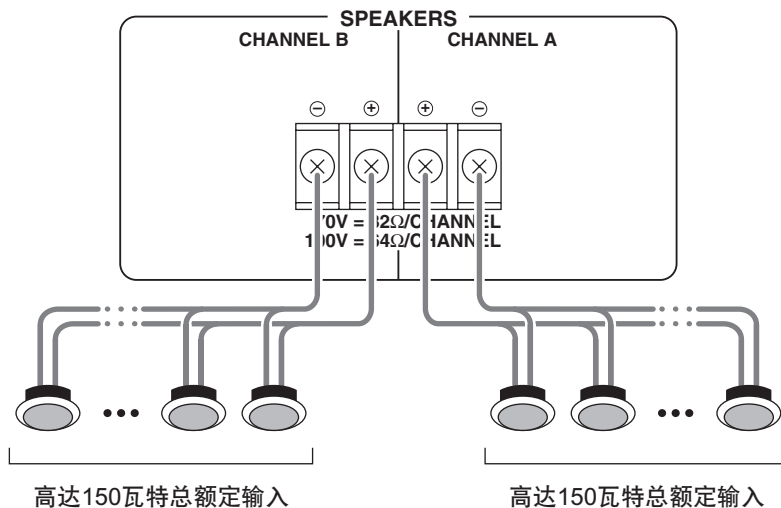 SPEAKERS
CHANNEL B CHANNEL A
⊖ ⊕ ⊕ ⊖
70V = 32Ω/CHANNEL
100V = 64Ω/CHANNEL
高达150瓦特总额定输入 高达150瓦特总额定输入